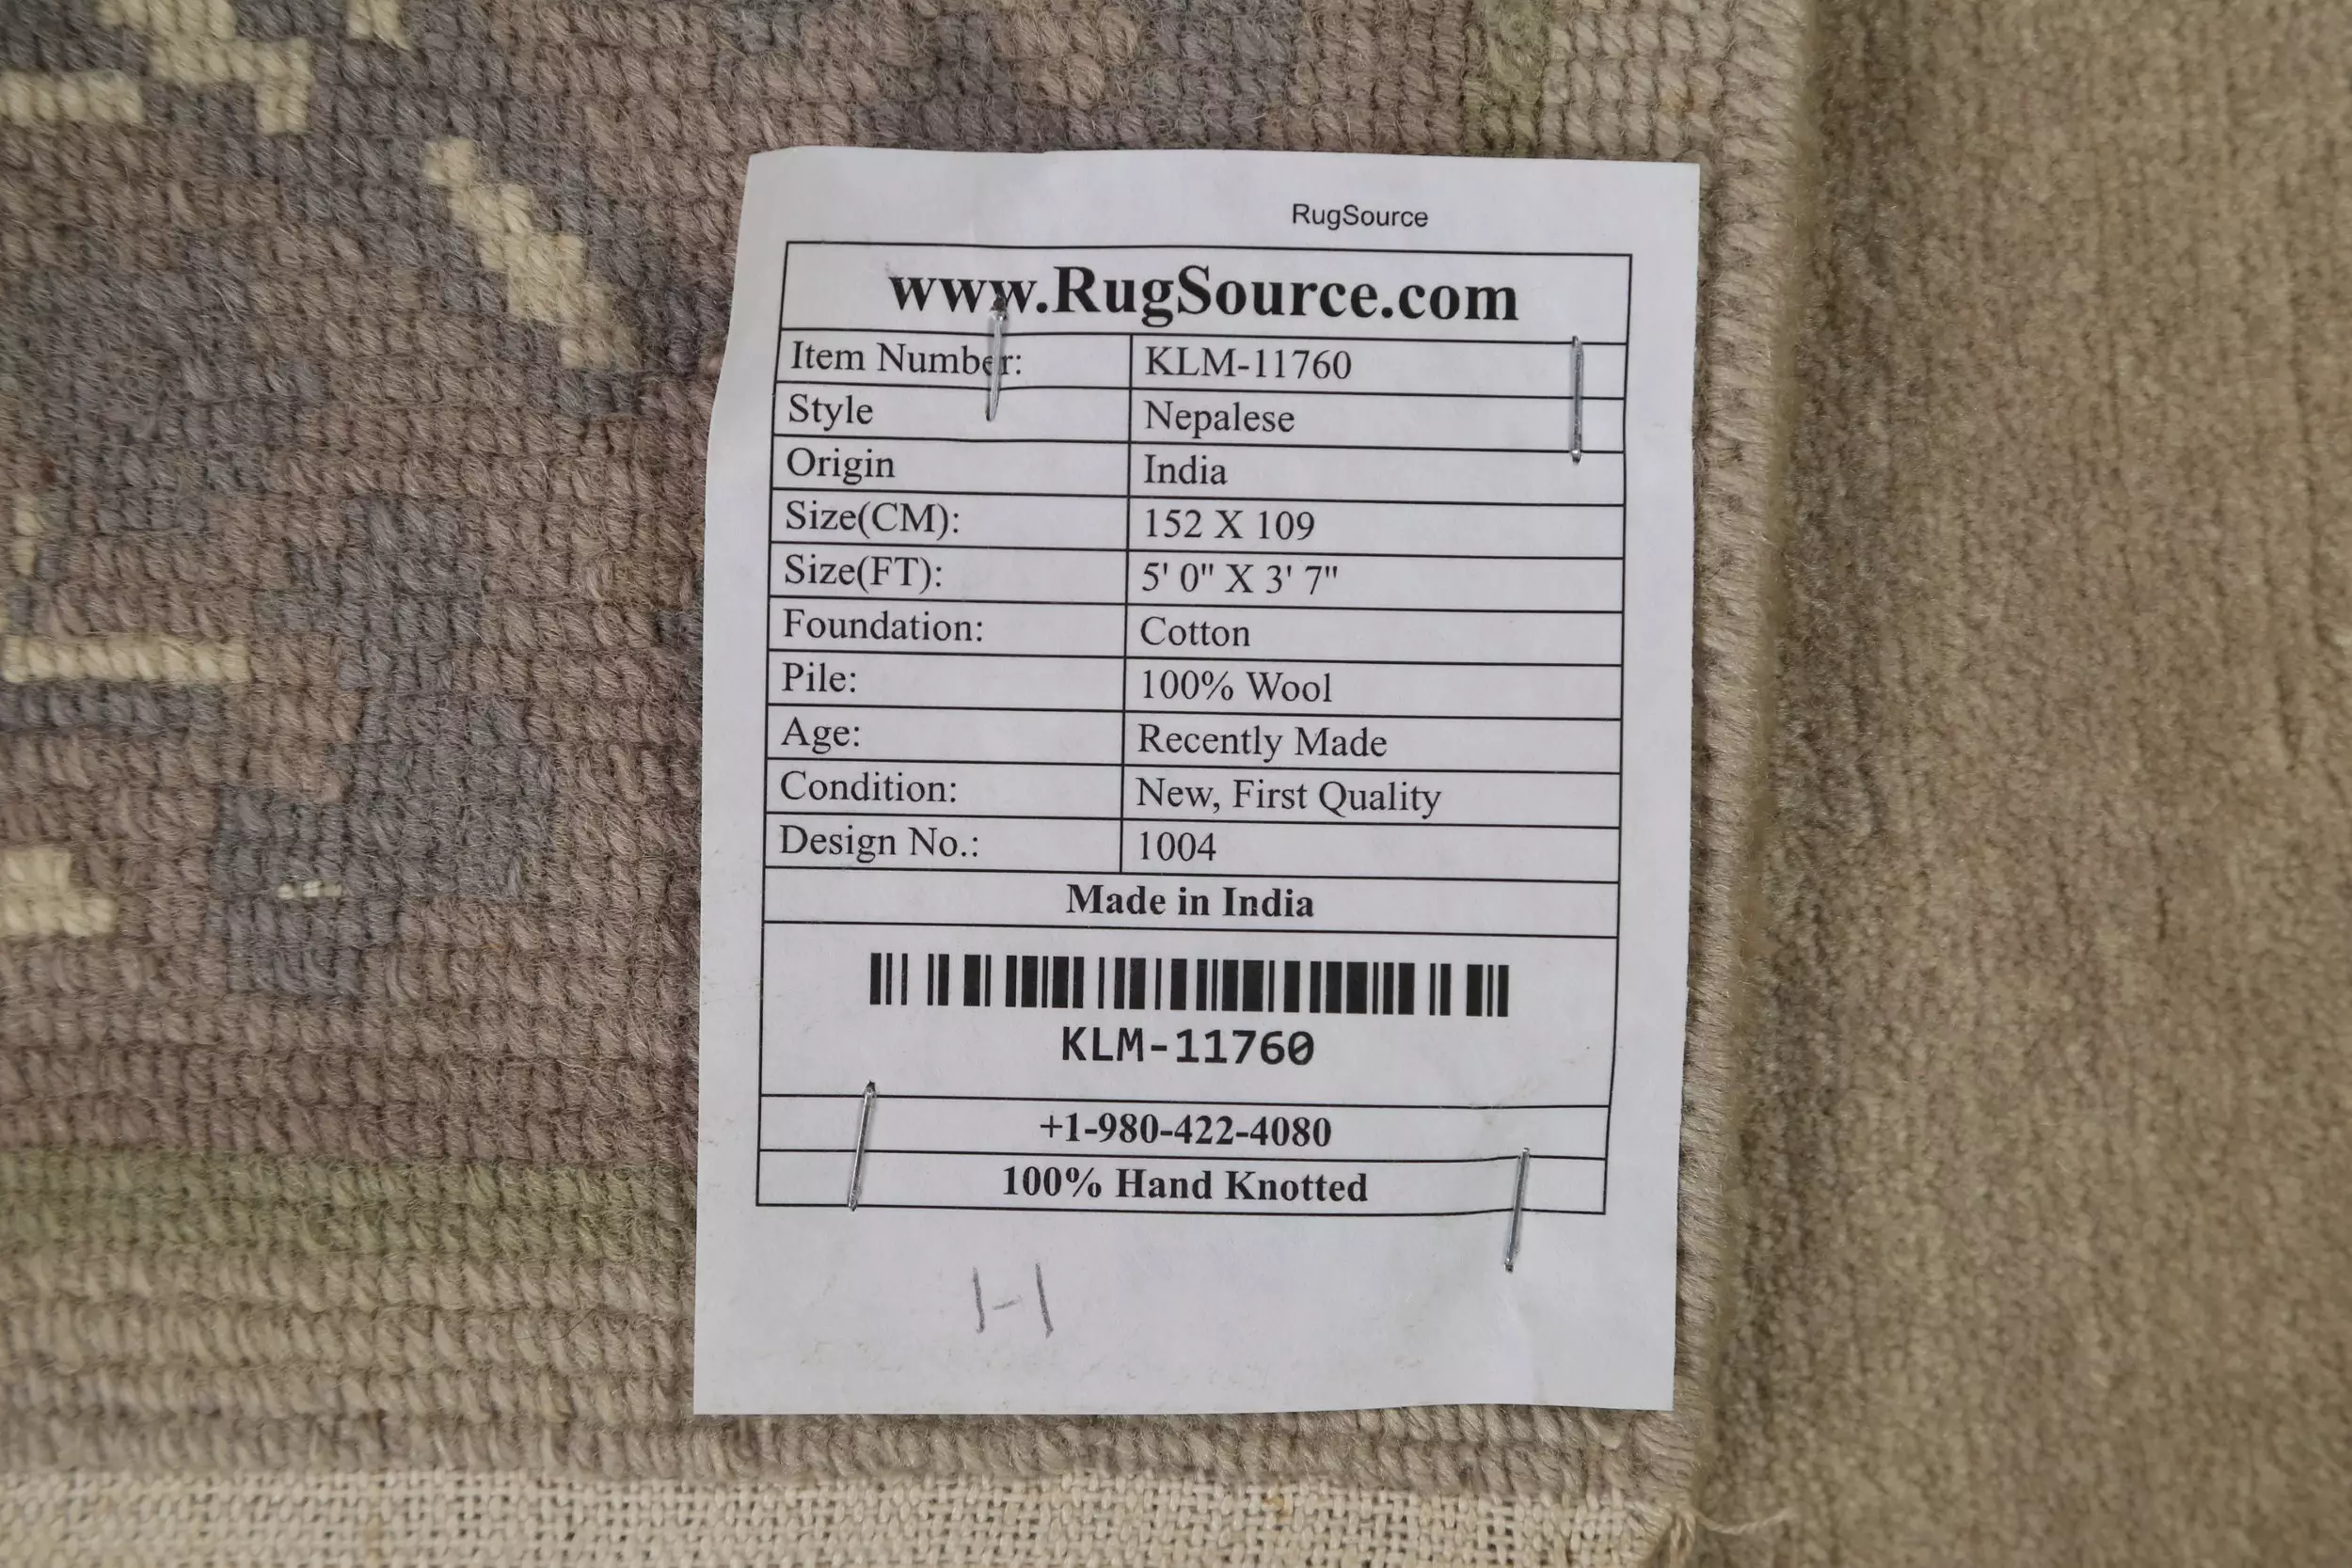 RugSource
www.RugSource.com
Item Number: KLM-11760
Style Nepalese
Origin India
Size(CM): 152 X 109
Size(FT): 5' 0" X 3' 7"
Foundation: Cotton
Pile: 100% Wool
Age: Recently Made
Condition: New, First Quality
Design No.: 1004
Made in India
KLM-11760
+1-980-422-4080
100% Hand Knotted
1-1